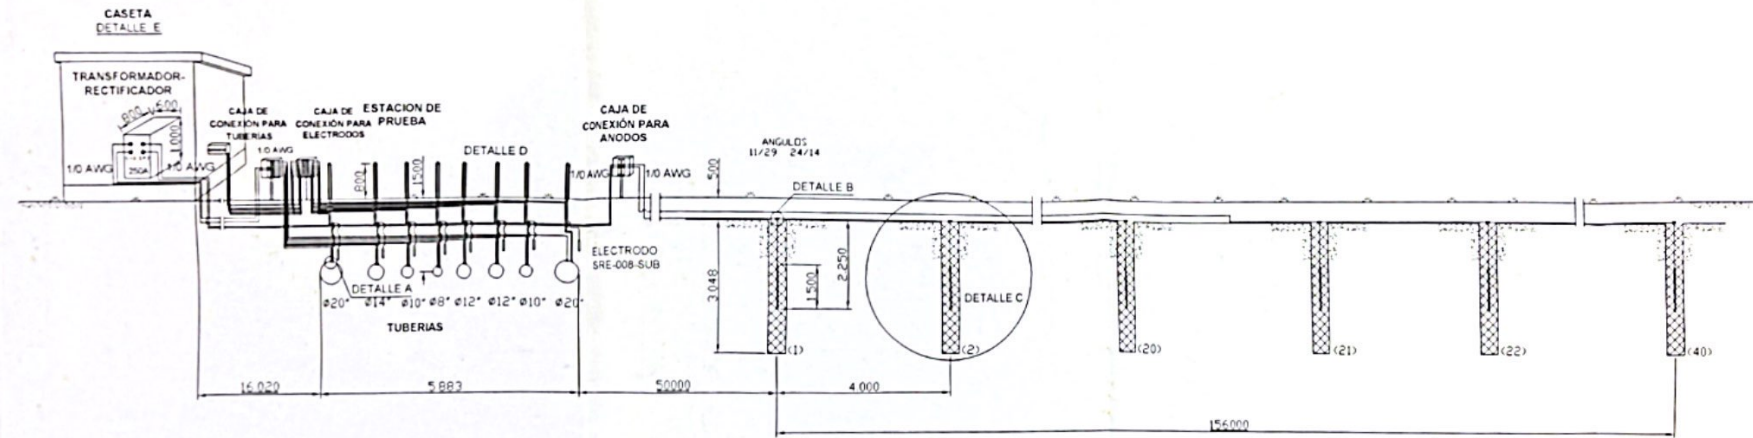 CASETA
DETALLE E
TRANSFORMADOR-
RECTIFICADOR
800
600
1.000
1/0 AWG
250A
1/0 AWG
CAJA DE
CONEXIÓN PARA
TUBERIAS
1/0 AWG
CAJA DE
CONEXIÓN PARA
ELECTRODOS
ESTACION DE
PRUEBA
800
1500
DETALLE D
CAJA DE
CONEXIÓN PARA
ANODOS
1/0 AWG
1/0 AWG
500
ANGULOS
11/29 24/14
DETALLE B
ELECTRODO
SRE-008-SUB
DETALLE A
Ø20" Ø14" Ø10" Ø8" Ø12" Ø12" Ø10" Ø20"
TUBERIAS
3.048
1.500
2.250
DETALLE C
(1)
(2)
(20)
(21)
(22)
(40)
16.020
5.883
50000
4.000
156000